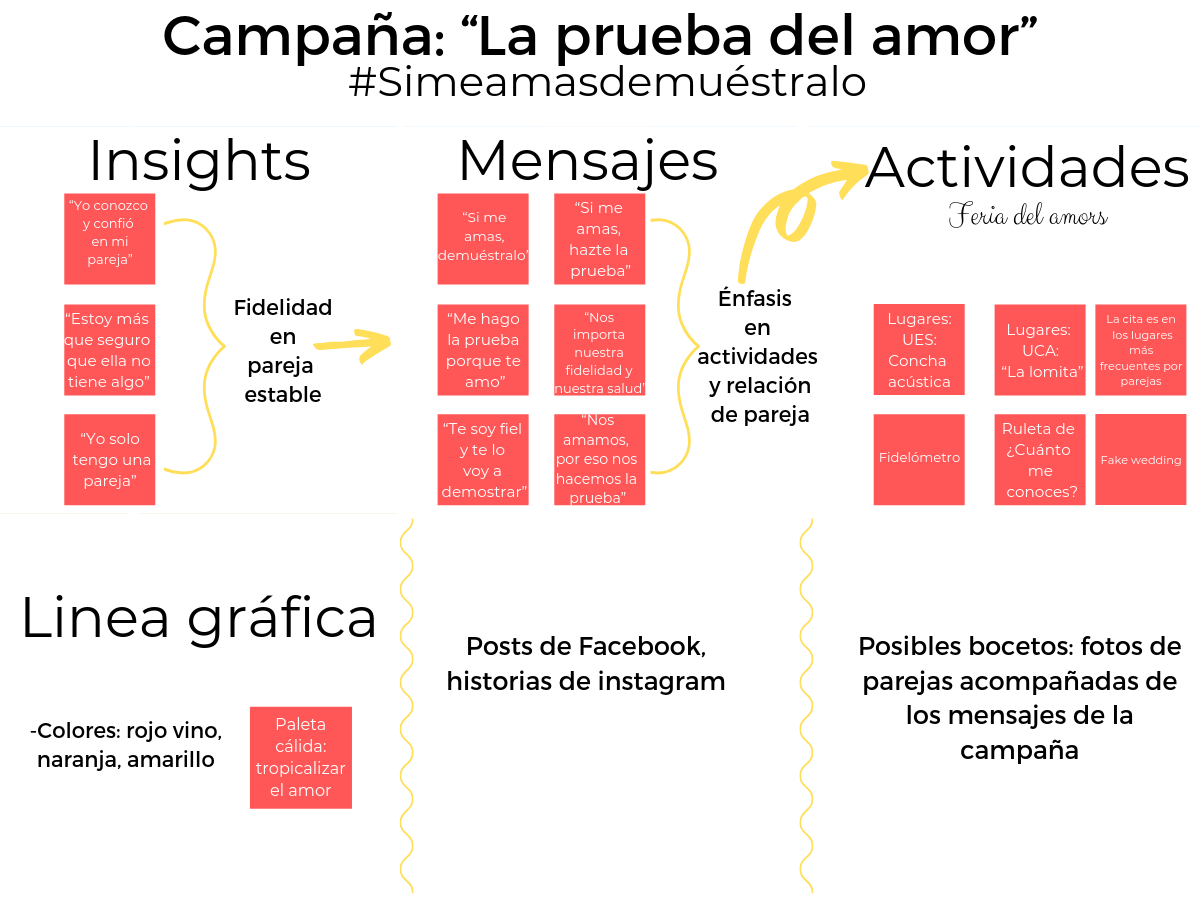 Campaña: “La prueba del amor”
#Simeamasdemuéstralo
Insights
“Yo conozco
y confió
en mi
pareja”
“Estoy más
que seguro
que ella no
tiene algo”
“Yo solo
tengo una
pareja”
Fidelidad
en
pareja
estable
Mensajes
“Si me
amas,
demuéstralo”
“Si me
amas,
hazte la
prueba”
“Me hago
la prueba
porque te
amo”
“Nos
importa
nuestra
fidelidad y
nuestra salud”
“Te soy fiel
y te lo
voy a
demostrar”
“Nos
amamos,
por eso nos
hacemos la
prueba”
Énfasis
en
actividades
y relación
de pareja
Actividades
Feria del amors
Lugares:
UES:
Concha
acústica
Lugares:
UCA:
“La lomita”
La cita es en
los lugares
más
frecuentes por
parejas
Fidelómetro
Ruleta de
¿Cuánto
me
conoces?
Fake wedding
Linea gráfica
-Colores: rojo vino,
naranja, amarillo
Paleta
cálida:
tropicalizar
el amor
Posts de Facebook,
historias de instagram
Posibles bocetos: fotos de
parejas acompañadas de
los mensajes de la
campaña